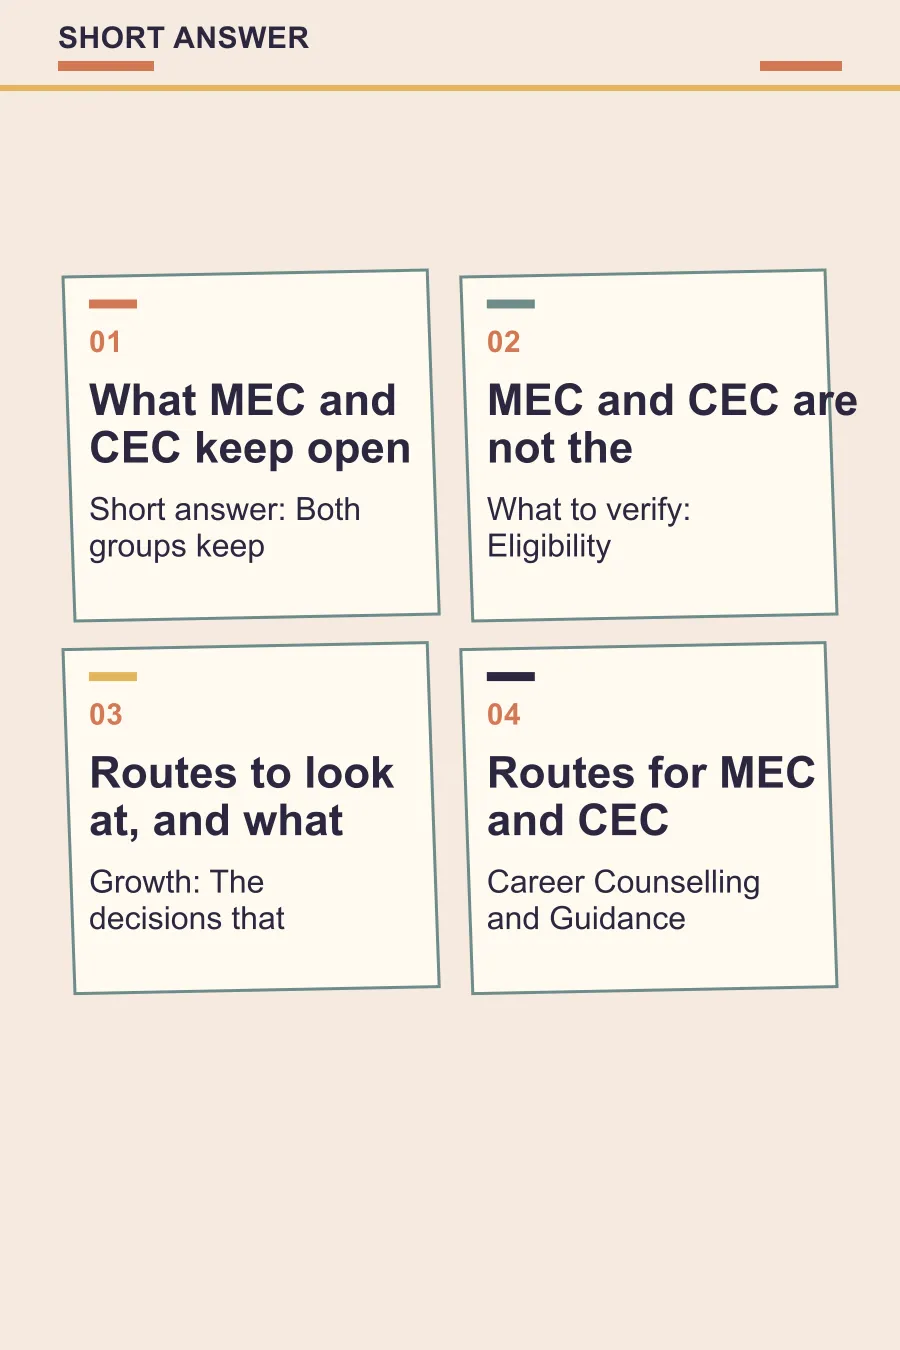 SHORT ANSWER
01
What MEC and
CEC keep open
Short answer: Both
groups keep
02
MEC and CEC are
not the
What to verify:
Eligibility
03
Routes to look
at, and what
Growth: The
decisions that
04
Routes for MEC
and CEC
Career Counselling
and Guidance